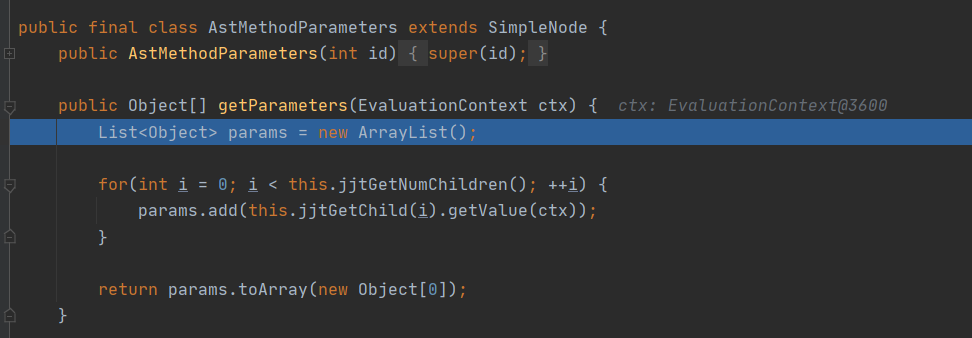 public final class AstMethodParameters extends SimpleNode {
    public AstMethodParameters(int id) { super(id); }
    public Object[] getParameters(EvaluationContext ctx) {  ctx: EvaluationContext@3600
        List<Object> params = new ArrayList();
        for(int i = 0; i < this.jjtGetNumChildren(); ++i) {
            params.add(this.jjtGetChild(i).getValue(ctx));
        }
        return params.toArray(new Object[0]);
    }